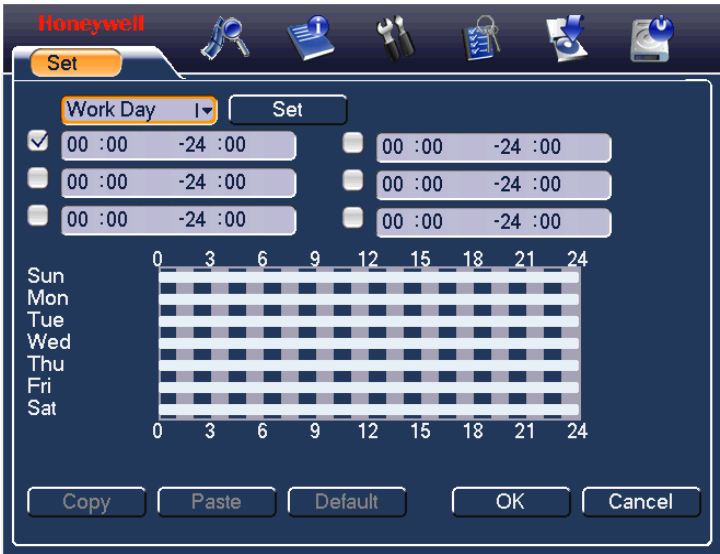 Honeywell
Set
Work Day Set
00 :00 -24 :00 00 :00 -24 :00
00 :00 -24 :00 00 :00 -24 :00
00 :00 -24 :00 00 :00 -24 :00
0 3 6 9 12 15 18 21 24
Sun
Mon
Tue
Wed
Thu
Fri
Sat
0 3 6 9 12 15 18 21 24
Copy Paste Default OK Cancel